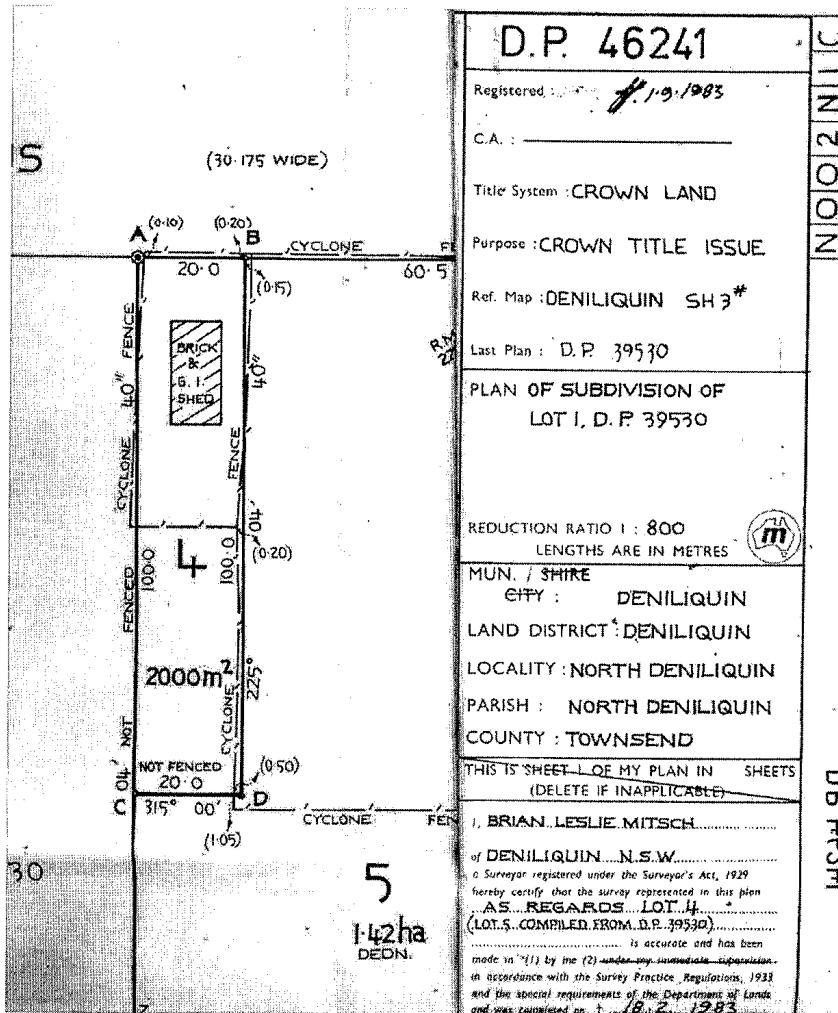 D.P. 46241
Registered : 1.9.1983
C.A. :
Title System : CROWN LAND
Purpose : CROWN TITLE ISSUE
Ref. Map : DENILIQUIN SH 3#
Last Plan : D.P. 39530
PLAN OF SUBDIVISION OF
LOT 1, D.P. 39530
REDUCTION RATIO 1 : 800
LENGTHS ARE IN METRES
m
MUN. / SHIRE
CITY : DENILIQUIN
LAND DISTRICT : DENILIQUIN
LOCALITY : NORTH DENILIQUIN
PARISH : NORTH DENILIQUIN
COUNTY : TOWNSEND
THIS IS SHEET 1 OF MY PLAN IN SHEETS
(DELETE IF INAPPLICABLE)
I, BRIAN LESLIE MITSCH
of DENILIQUIN N.S.W.
a Surveyor registered under the Surveyor's Act, 1929
hereby certify that the survey represented in this plan
AS REGARDS LOT 4
(LOT 5 COMPILED FROM D.P. 39530)
is accurate and has been
made in *(1) by me (2) under my immediate supervision
in accordance with the Survey Practice Regulations, 1933
and the special requirements of the Department of Lands
and was completed on † 18.2.1983
S
(30·175 WIDE)
A
(0·10)
(0·20)
B
CYCLONE
20·0
60·5
(0·15)
R.M.
FENCE
BRICK
&
G. I.
SHED
40"
40"
CYCLONE
FENCE
04'
(0·20)
4
100·0
100·0
FENCED
2000m²
225°
CYCLONE
NOT
NOT FENCED
(0·50)
20·0
04'
C
315° 00'
D
(1·05)
CYCLONE
30
5
1·42ha
DEDN.